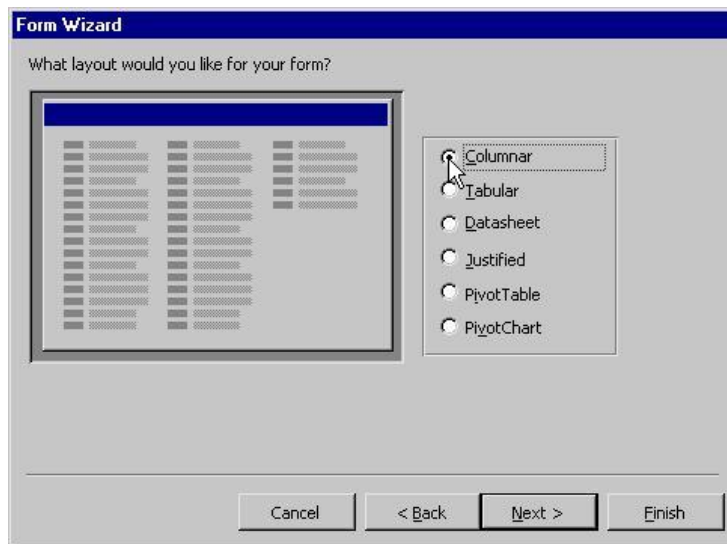 Form Wizard
What layout would you like for your form?
Columnar
Tabular
Datasheet
Justified
PivotTable
PivotChart
Cancel
< Back
Next >
Finish